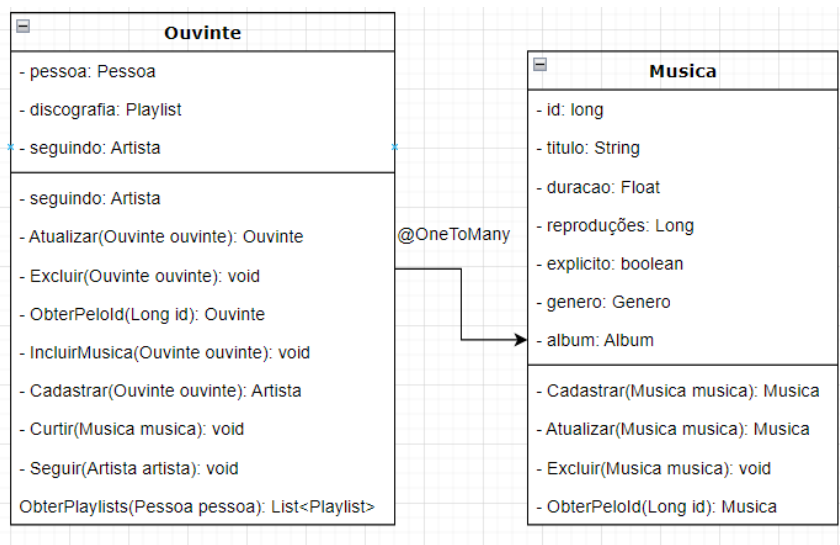 Ouvinte
- pessoa: Pessoa
- discografia: Playlist
- seguindo: Artista
- seguindo: Artista
- Atualizar(Ouvinte ouvinte): Ouvinte
- Excluir(Ouvinte ouvinte): void
- ObterPeloId(Long id): Ouvinte
- IncluirMusica(Ouvinte ouvinte): void
- Cadastrar(Ouvinte ouvinte): Artista
- Curtir(Musica musica): void
- Seguir(Artista artista): void
ObterPlaylists(Pessoa pessoa): List<Playlist>
@OneToMany
Musica
- id: long
- titulo: String
- duracao: Float
- reproduções: Long
- explicito: boolean
- genero: Genero
- album: Album
- Cadastrar(Musica musica): Musica
- Atualizar(Musica musica): Musica
- Excluir(Musica musica): void
- ObterPeloId(Long id): Musica